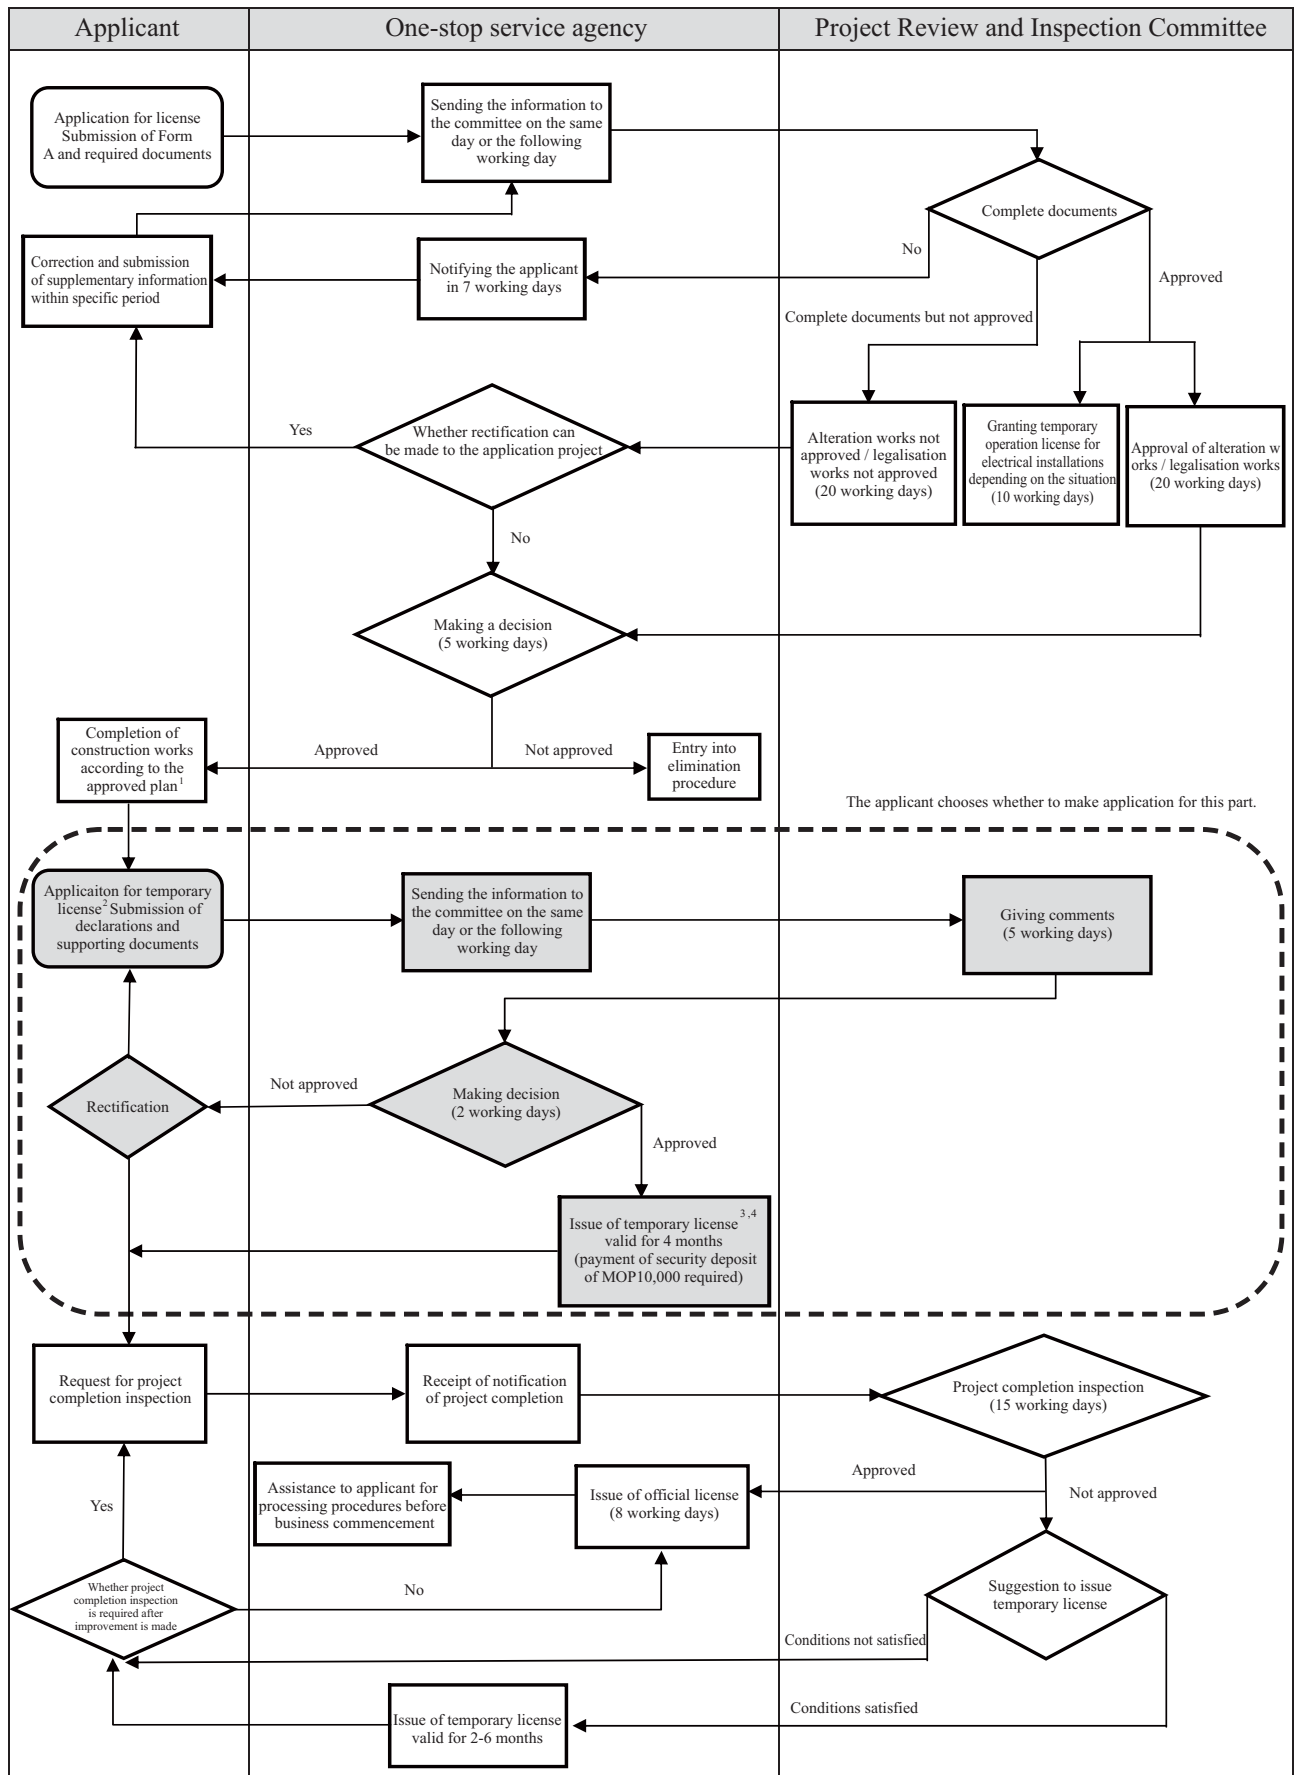 Applicant
One-stop service agency
Project Review and Inspection Committee
Application for license
Submission of Form
A and required documents
Sending the information to
the committee on the same
day or the following
working day
Complete documents
No
Approved
Correction and submission
of supplementary information
within specific period
Notifying the applicant
in 7 working days
Complete documents but not approved
Yes
Whether rectification can
be made to the application project
Alteration works not
approved / legalisation
works not approved
(20 working days)
Granting temporary
operation license for
electrical installations
depending on the situation
(10 working days)
Approval of alteration w
orks / legalisation works
(20 working days)
No
Making a decision
(5 working days)
Completion of
construction works
according to the
approved plan1
Approved
Not approved
Entry into
elimination
procedure
The applicant chooses whether to make application for this part.
Applicaiton for temporary
license2 Submission of
declarations and
supporting documents
Sending the information to
the committee on the same
day or the following
working day
Giving comments
(5 working days)
Rectification
Not approved
Making decision
(2 working days)
Approved
Issue of temporary license3,4
valid for 4 months
(payment of security deposit
of MOP10,000 required)
Request for project
completion inspection
Receipt of notification
of project completion
Project completion inspection
(15 working days)
Approved
Not approved
Yes
Assistance to applicant for
processing procedures before
business commencement
Issue of official license
(8 working days)
Whether project
completion inspection
is required after
improvement is made
No
Suggestion to issue
temporary license
Conditions not satisfied
Conditions satisfied
Issue of temporary license
valid for 2-6 months